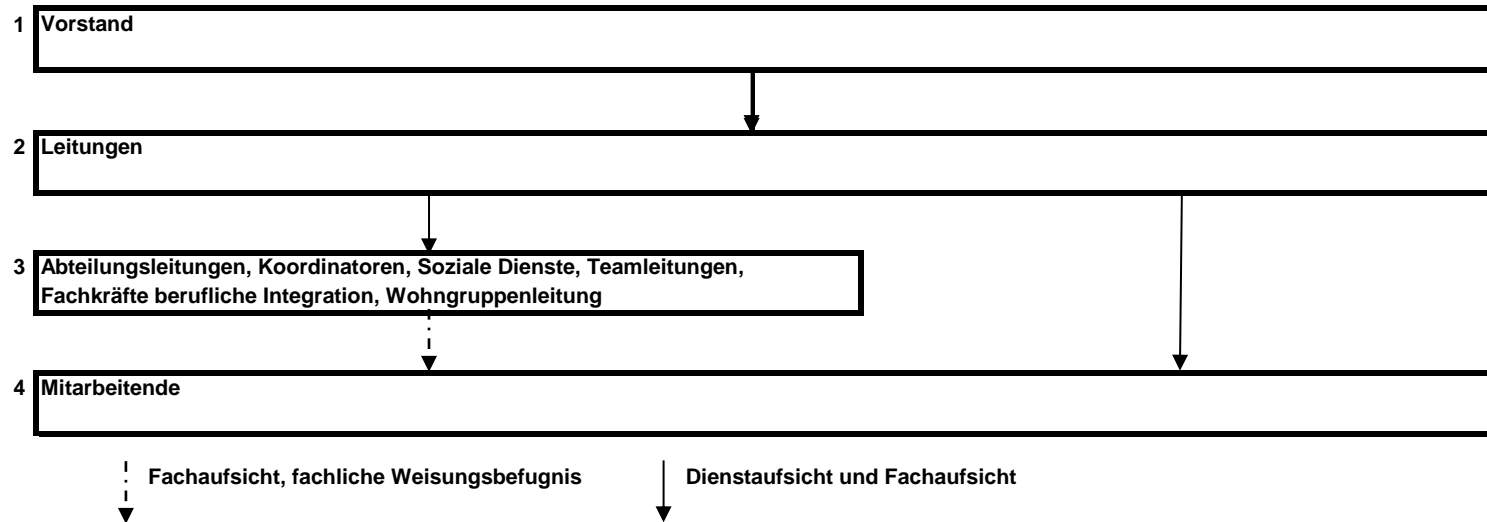 1 Vorstand
2 Leitungen
3 Abteilungsleitungen, Koordinatoren, Soziale Dienste, Teamleitungen,
Fachkräfte berufliche Integration, Wohngruppenleitung
4 Mitarbeitende
Fachaufsicht, fachliche Weisungsbefugnis Dienstaufsicht und Fachaufsicht